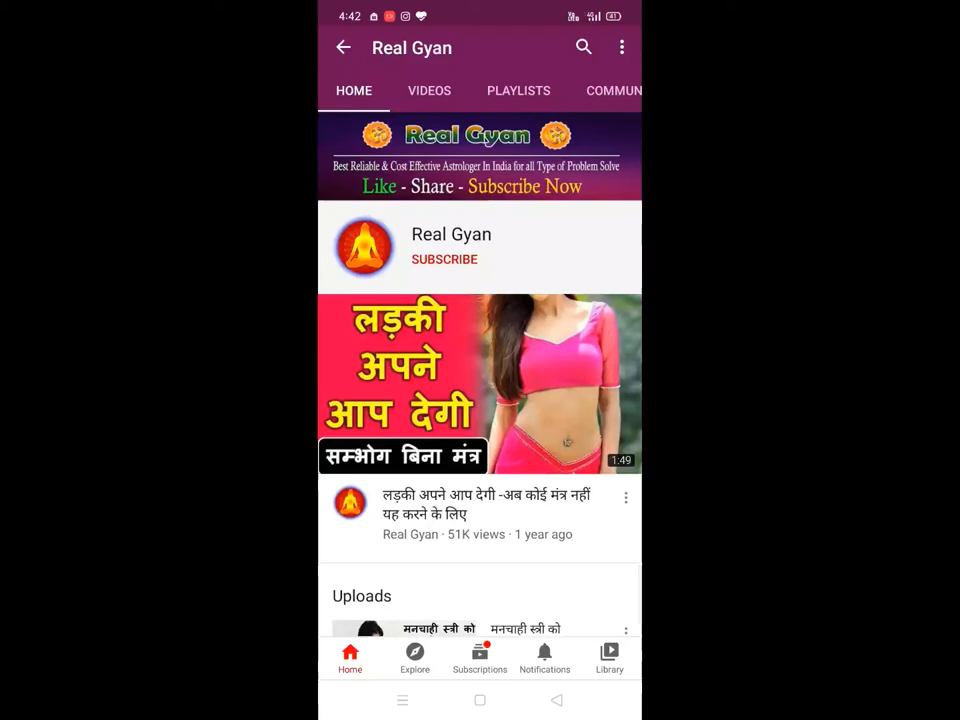 4:42
41
Real Gyan
HOME VIDEOS PLAYLISTS COMMUN
Real Gyan
Best Reliable & Cost Effective Astrologer In India for all Type of Problem Solve
Like - Share - Subscribe Now
Real Gyan
SUBSCRIBE
लड़की
अपने
आप देगी
सम्भोग बिना मंत्र
1:49
लड़की अपने आप देगी -अब कोई मंत्र नहीं
यह करने के लिए
Real Gyan · 51K views · 1 year ago
Uploads
मनचाही स्त्री को
मनचाही स्त्री को
Home Explore Subscriptions Notifications Library